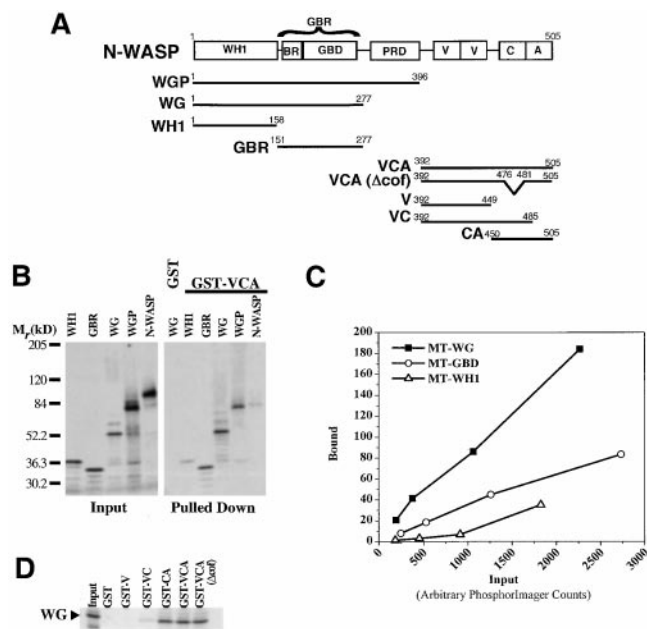 A
GBR
N-WASP
1 WH1 BR GBD PRD V V C A 505
WGP 1 396
WG 1 277
WH1 1 158
GBR 151 277
VCA 392 505
VCA (Δcof) 392 476 481 505
V 392 449
VC 392 485
CA 450 505
B
GST
GST-VCA
Mr(kD) WH1 GBR WG WGP N-WASP WG WH1 GBR WG WGP N-WASP
205
120
84
52.2
36.3
30.2
Input
Pulled Down
C
MT-WG
MT-GBD
MT-WH1
Bound
200
180
160
140
120
100
80
60
40
20
0
0 500 1000 1500 2000 2500 3000
Input
(Arbitrary PhosphorImager Counts)
D
Input GST GST-V GST-VC GST-CA GST-VCA GST-VCA (Δcof)
WG